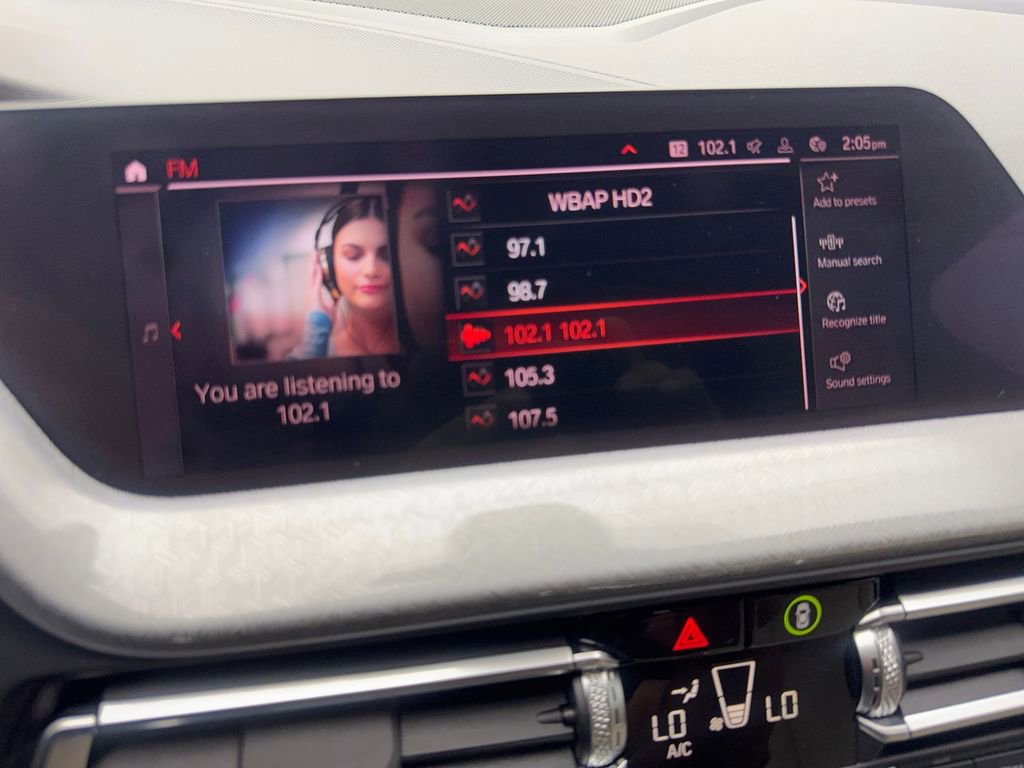 FM
12 102.1 2:05pm
WBAP HD2
97.1
98.7
102.1 102.1
105.3
107.5
You are listening to
102.1
Add to presets
Manual search
Recognize title
Sound settings
LO LO
A/C